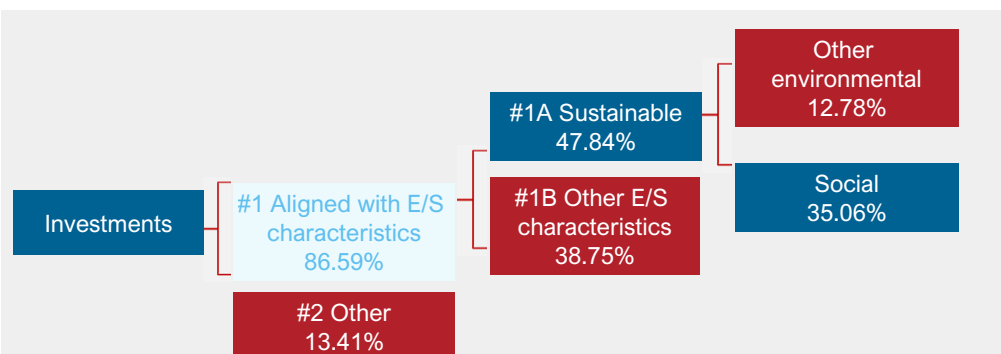 Investments
#1 Aligned with E/S
characteristics
86.59%
#2 Other
13.41%
#1A Sustainable
47.84%
#1B Other E/S
characteristics
38.75%
Other
environmental
12.78%
Social
35.06%